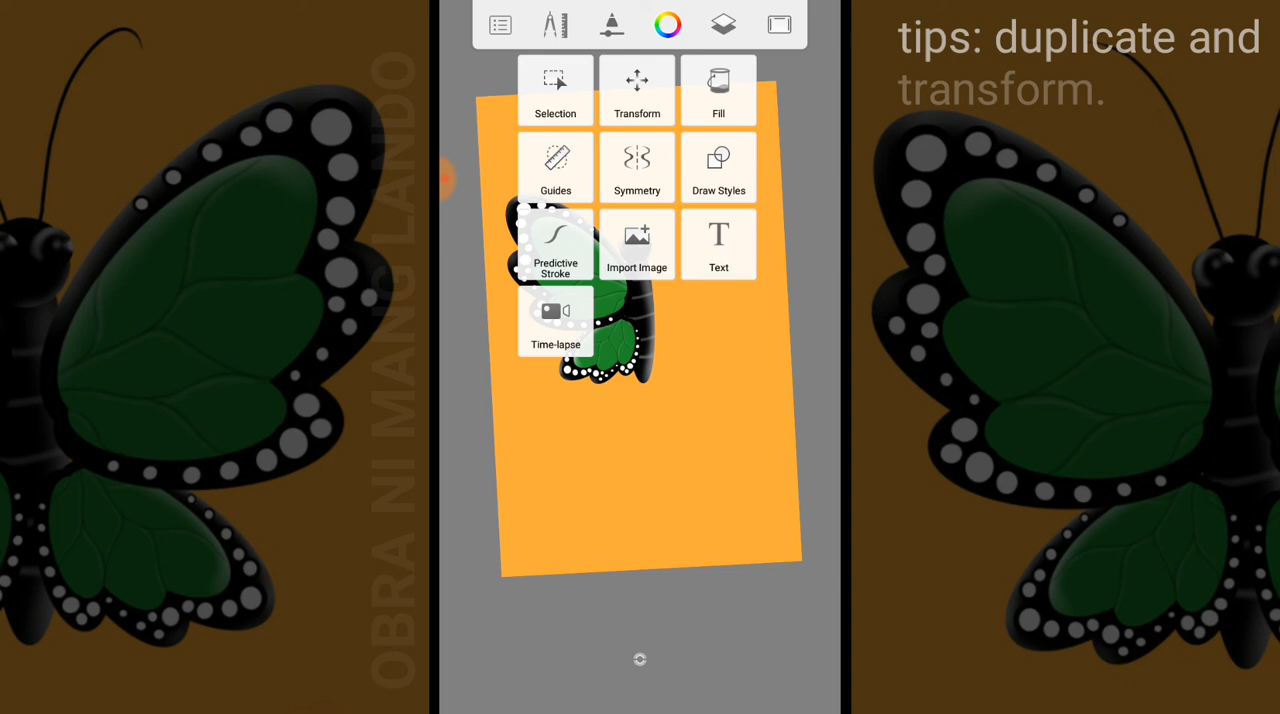 tips: duplicate and
transform.
Selection
Transform
Fill
Guides
Symmetry
Draw Styles
Predictive
Stroke
Import Image
Text
Time-lapse
OBRA NI MANG LANDO